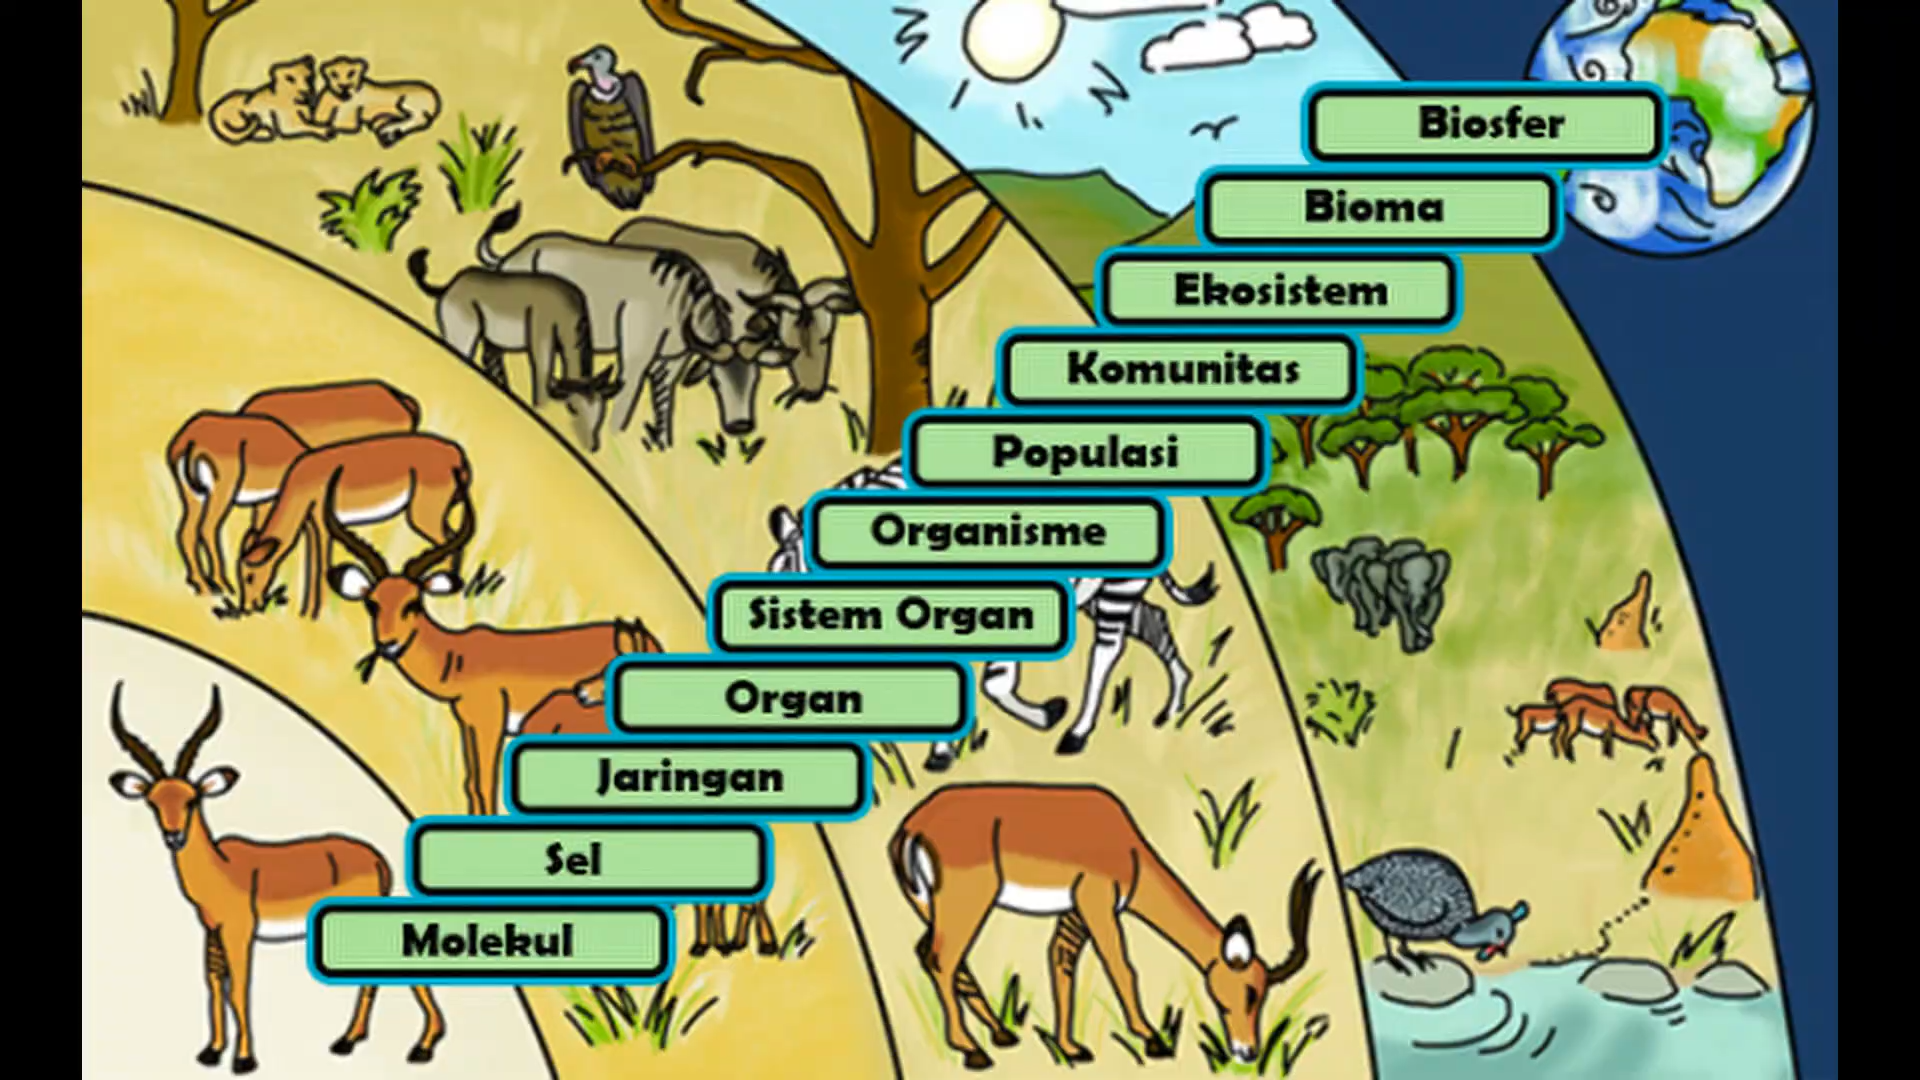 Biosfer
Bioma
Ekosistem
Komunitas
Populasi
Organisme
Sistem Organ
Organ
Jaringan
Sel
Molekul